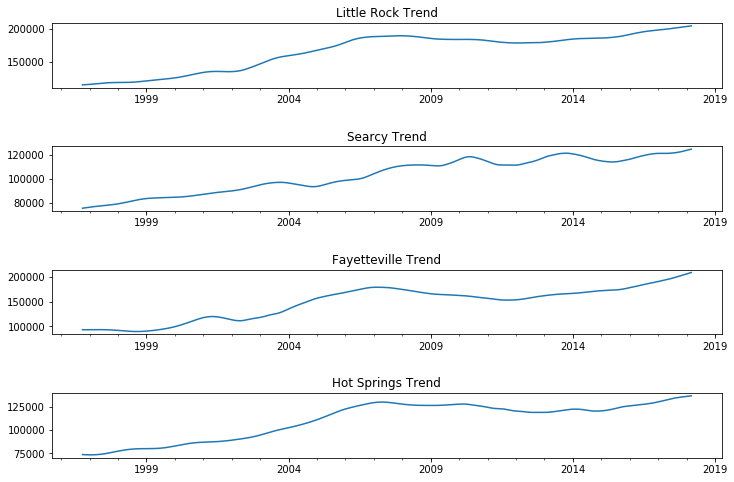 Little Rock Trend
200000
150000
1999 2004 2009 2014 2019
Searcy Trend
120000
100000
80000
1999 2004 2009 2014 2019
Fayetteville Trend
200000
150000
100000
1999 2004 2009 2014 2019
Hot Springs Trend
125000
100000
75000
1999 2004 2009 2014 2019